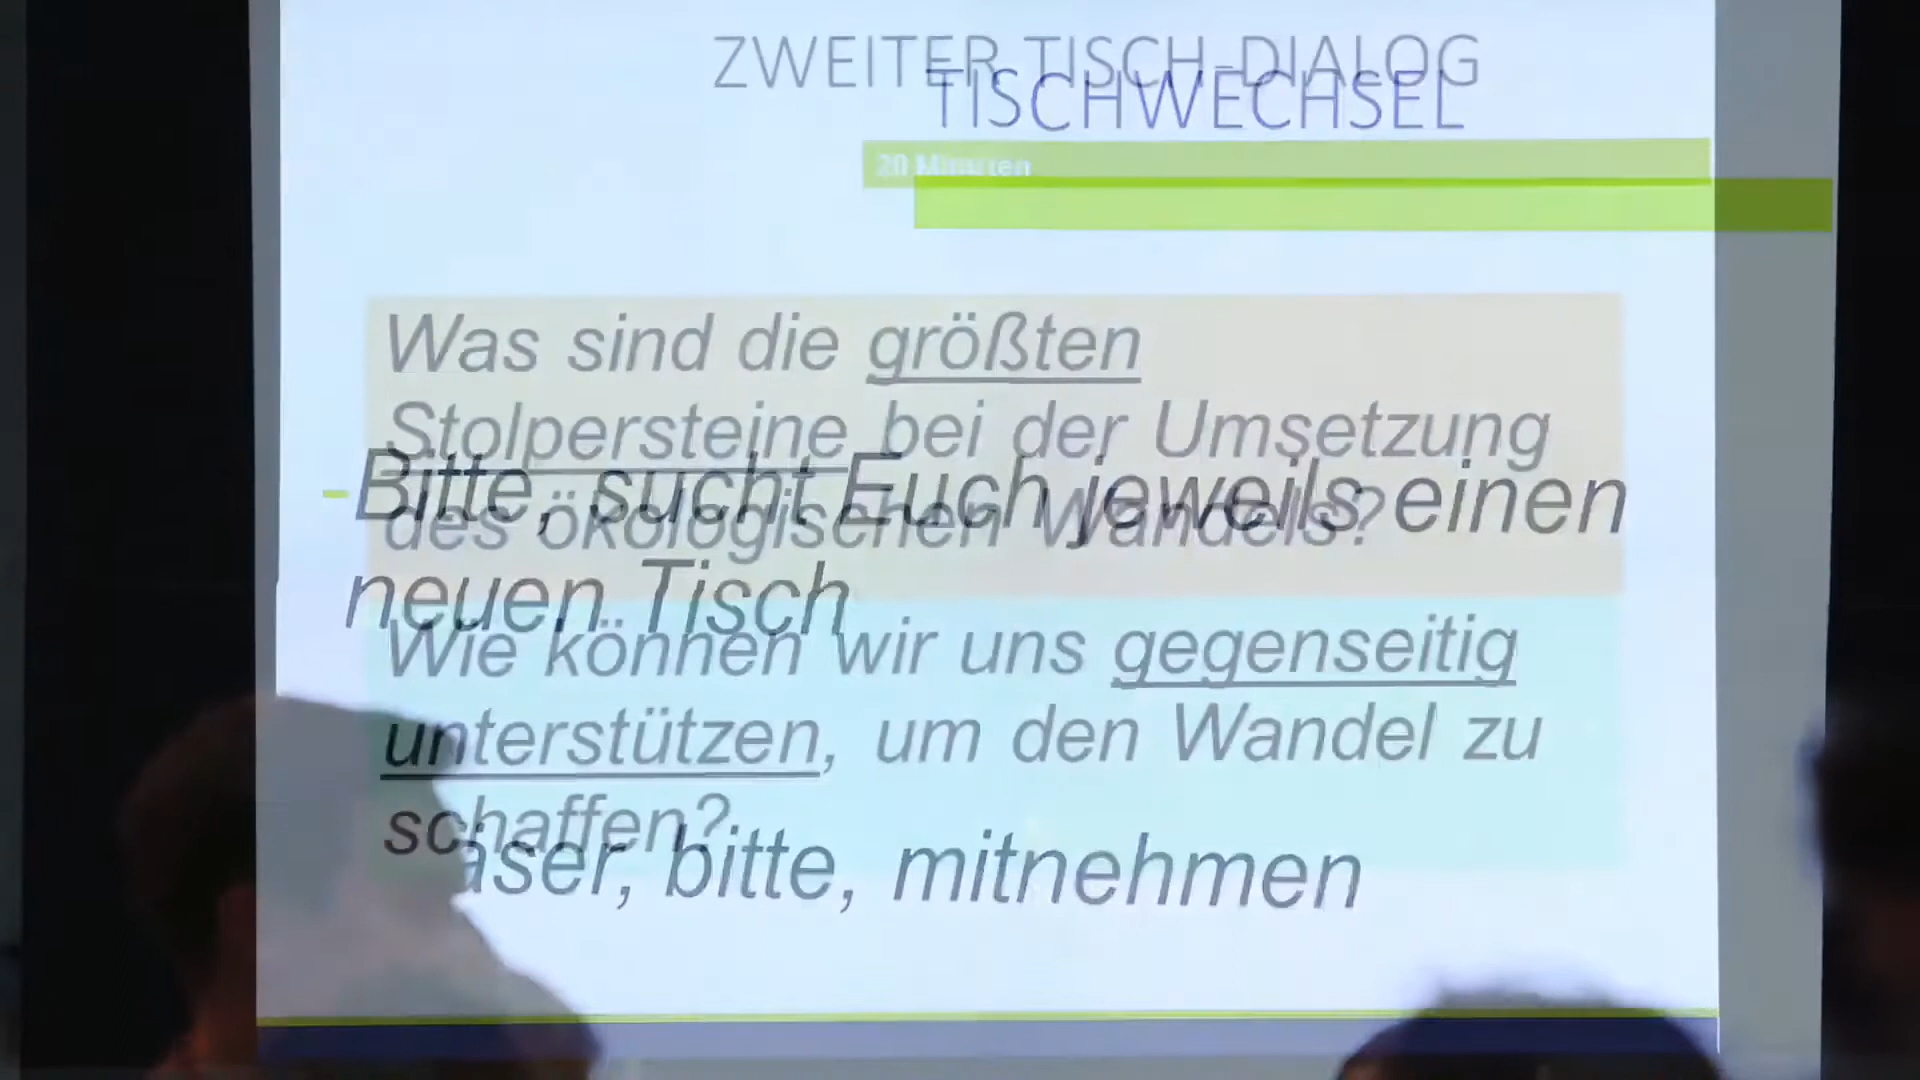 ZWEITER TISCH-DIALOG
TISCHWECHSEL
20 Minuten
Was sind die größten
Stolpersteine bei der Umsetzung
des ökologischen Wandels?
Bitte, sucht Euch jeweils einen
neuen Tisch
Wie können wir uns gegenseitig
unterstützen, um den Wandel zu
schaffen?
bitte, mitnehmen